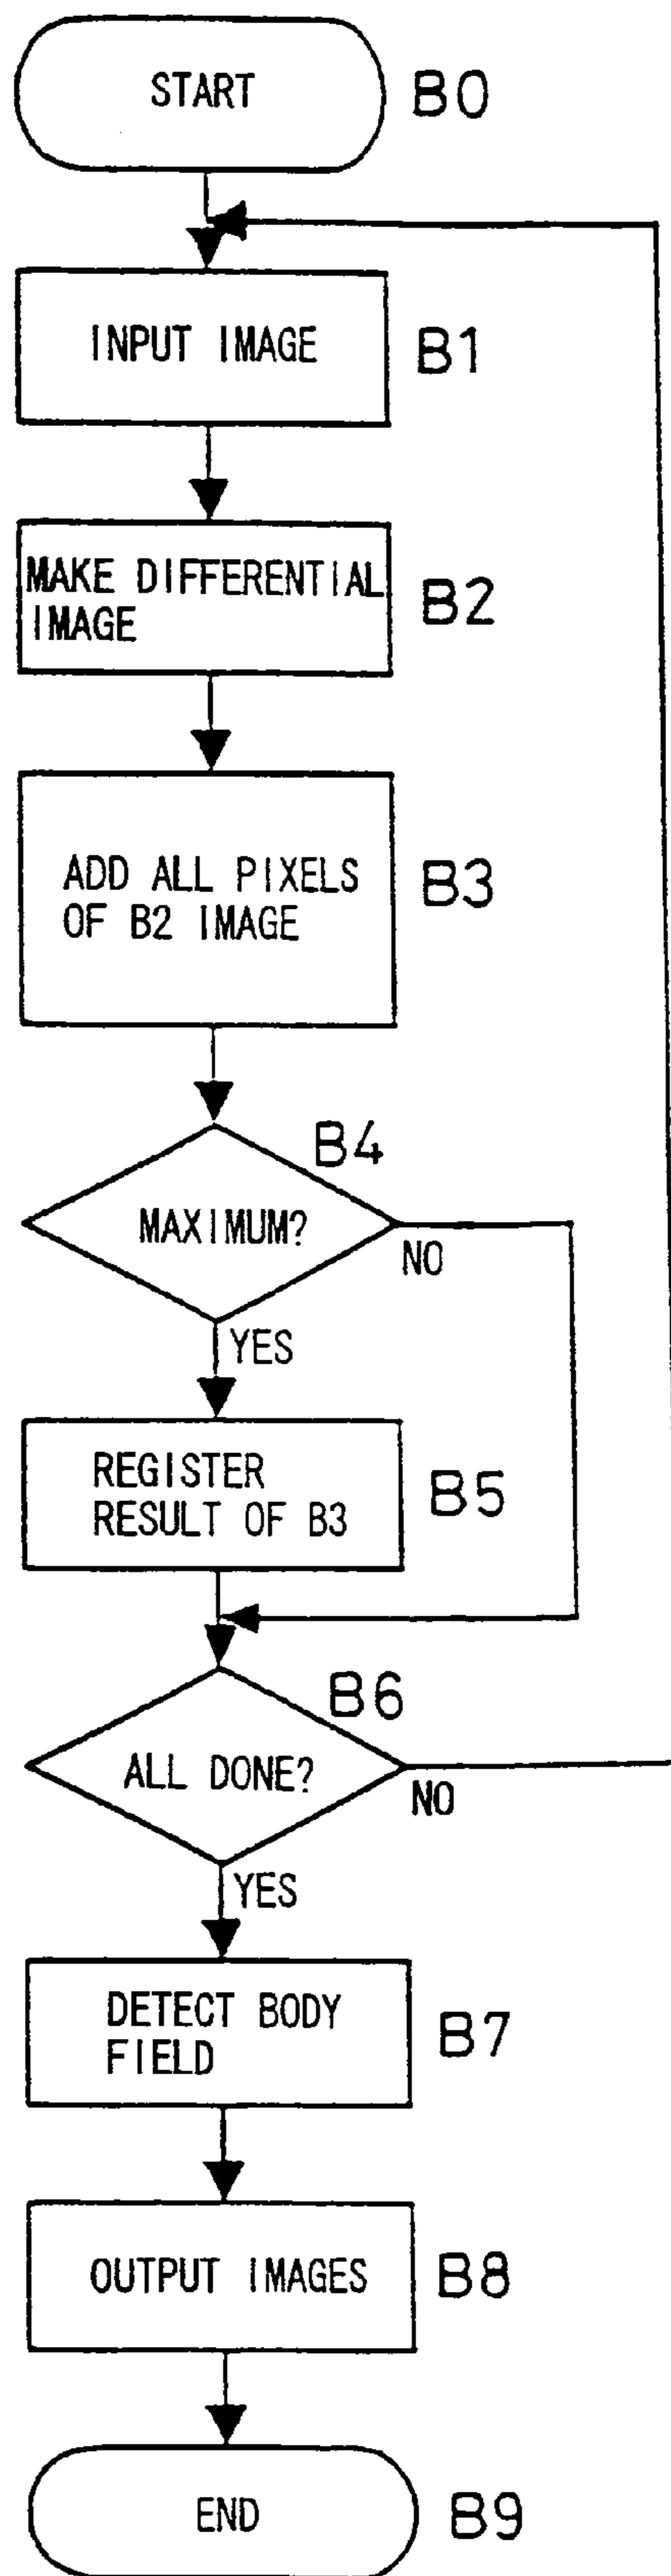 START
B0
INPUT IMAGE
B1
MAKE DIFFERENTIAL
IMAGE
B2
ADD ALL PIXELS
OF B2 IMAGE
B3
B4
MAXIMUM?
NO
YES
REGISTER
RESULT OF B3
B5
B6
ALL DONE?
NO
YES
DETECT BODY
FIELD
B7
OUTPUT IMAGES
B8
END
B9